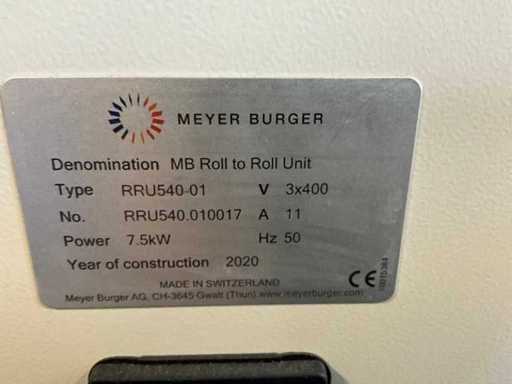 MEYER BURGER
Denomination MB Roll to Roll Unit
Type RRU540-01 V 3x400
No. RRU540.010017 A 11
Power 7.5kW Hz 50
Year of construction 2020
MADE IN SWITZERLAND
Meyer Burger AG, CH-3645 Gwatt (Thun) www.meyerburger.com
CE